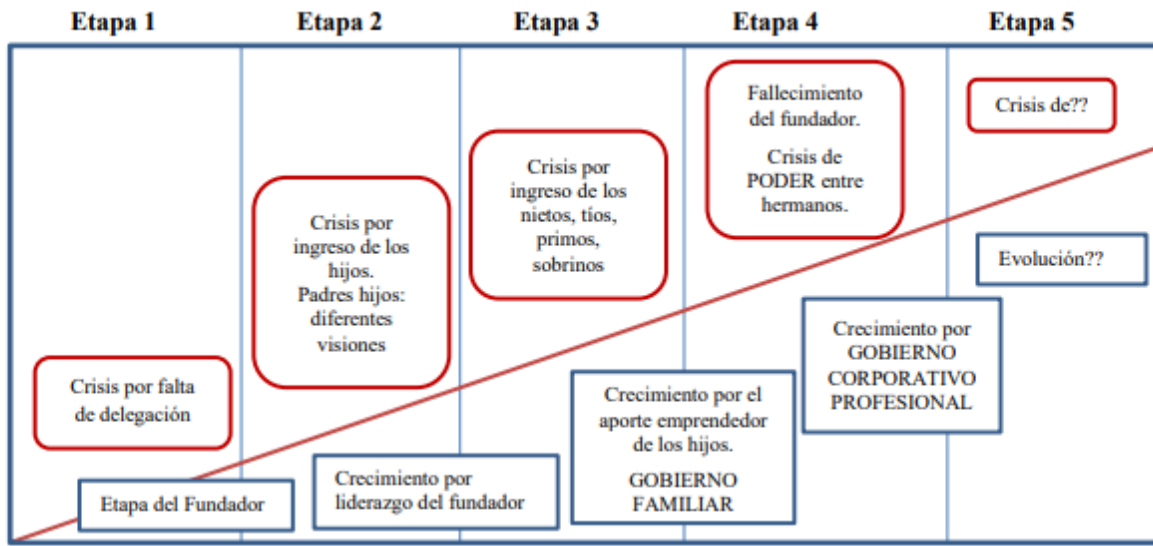 Etapa 1
Etapa 2
Etapa 3
Etapa 4
Etapa 5
Crisis por falta
de delegación
Etapa del Fundador
Crisis por
ingreso de los
hijos.
Padres hijos:
diferentes
visiones
Crecimiento por
liderazgo del fundador
Crisis por
ingreso de los
nietos, tíos,
primos,
sobrinos
Crecimiento por el
aporte emprendedor
de los hijos.
GOBIERNO
FAMILIAR
Fallecimiento
del fundador.
Crisis de
PODER entre
hermanos.
Crecimiento por
GOBIERNO
CORPORATIVO
PROFESIONAL
Crisis de??
Evolución??